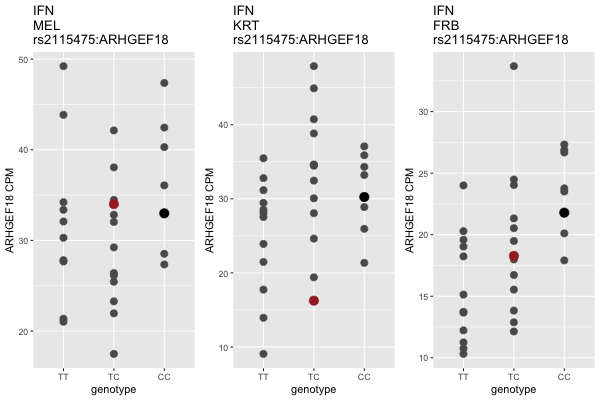 IFN
MEL
rs2115475:ARHGEF18
ARHGEF18 CPM
50
40
30
20
TT
TC
CC
genotype
IFN
KRT
rs2115475:ARHGEF18
ARHGEF18 CPM
40
30
20
10
TT
TC
CC
genotype
IFN
FRB
rs2115475:ARHGEF18
ARHGEF18 CPM
30
25
20
15
10
TT
TC
CC
genotype